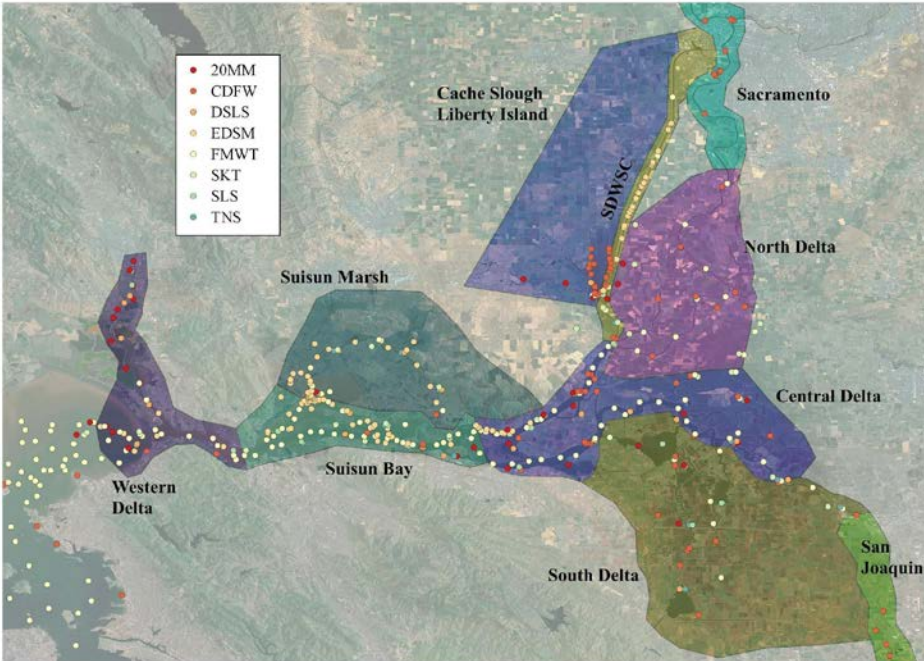 20MM
CDFW
DSLS
EDSM
FMWT
SKT
SLS
TNS
Cache Slough
Liberty Island
Sacramento
SDWSC
North Delta
Suisun Marsh
Central Delta
Suisun Bay
Western
Delta
South Delta
San
Joaquin